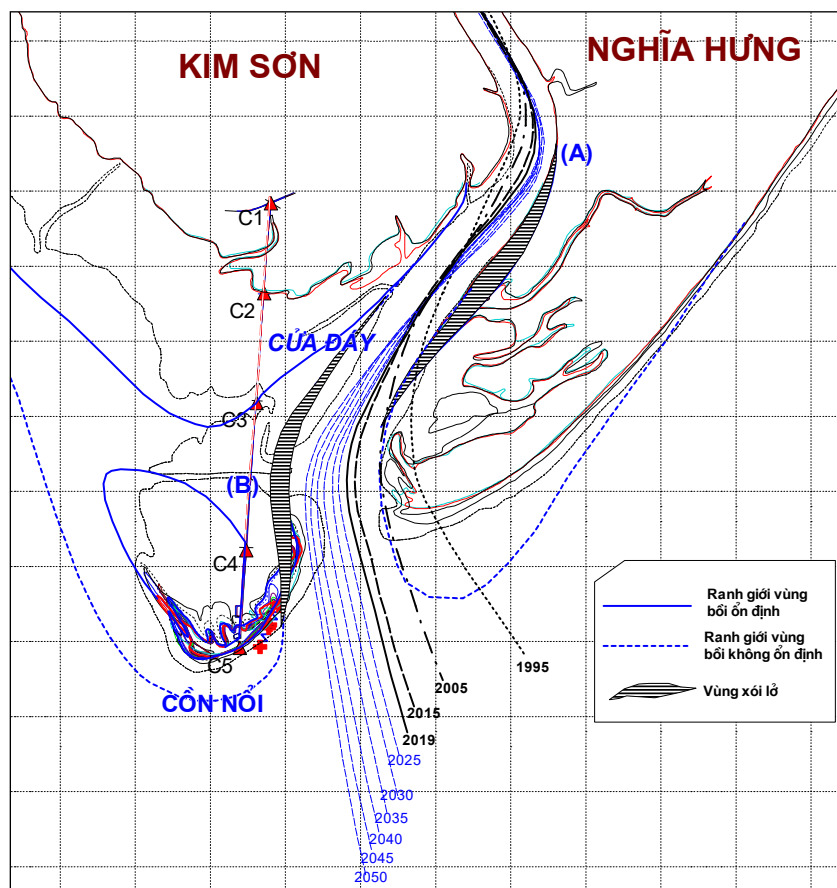 KIM SƠN
NGHĨA HƯNG
(A)
C1
C2
CỬA ĐÁY
C3
(B)
C4
C5
CỒN NỔI
1995
2005
2015
2019
2025
2030
2035
2040
2045
2050
Ranh giới vùng
bồi ổn định
Ranh giới vùng
bồi không ổn định
Vùng xói lở